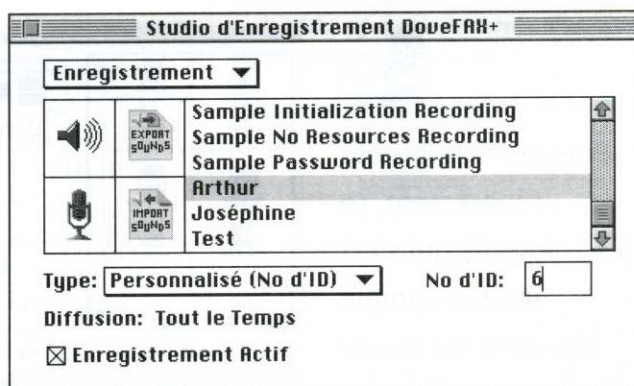 Studio d'Enregistrement DoveFAX+
Enregistrement
EXPORT
SOUNDS
IMPORT
SOUNDS
Sample Initialization Recording
Sample No Resources Recording
Sample Password Recording
Arthur
Joséphine
Test
Type: Personnalisé (No d'ID) No d'ID: 6
Diffusion: Tout le Temps
Enregistrement Actif